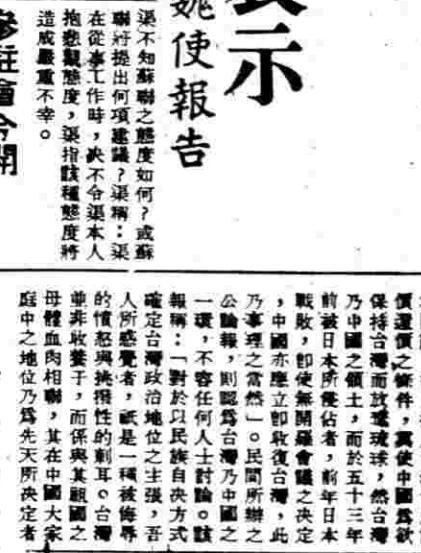 表示
姚使報告
渠不知蘇聯之態度如何?或蘇
聯將提出何項建議?渠稱:渠
在從事工作時,决不令渠本人
抱悲觀態度,渠指該種態度將
造成嚴重不幸。
參駐會今開
價還價之條件,冀使中國爲欲
保持台灣而放琉球,然台灣
乃中國之領土,而於五十三年
前被日本所侵佔者,前年日本
戰敗,卽使無開羅會議之决定
,中國亦應立卽收復台灣,此
乃事理之當然」。民間所辦之
公論報,則認爲台灣乃中國之
一環,不容任何人士討論。該
報稱:「對於以民族自决方式
確定台灣政治地位之主張,吾
人所感覺者,祇是一種被侮辱
的憤怒與挑撥性的刺耳。台灣
並非收養子,而係與其祖國之
母體血肉相聯,其在中國大家
庭中之地位乃爲先天所决定者